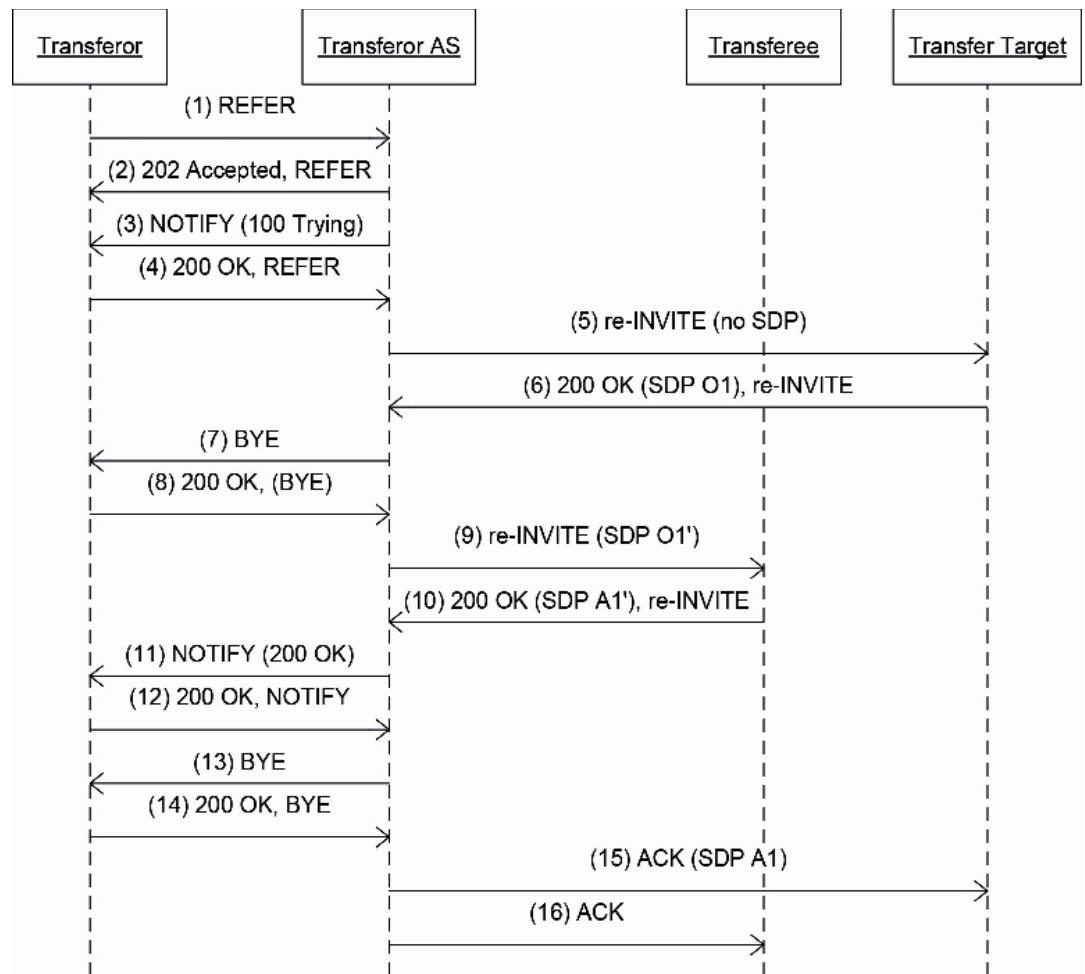 Transferor
Transferor AS
Transferee
Transfer Target
(1) REFER
(2) 202 Accepted, REFER
(3) NOTIFY (100 Trying)
(4) 200 OK, REFER
(5) re-INVITE (no SDP)
(6) 200 OK (SDP O1), re-INVITE
(7) BYE
(8) 200 OK, (BYE)
(9) re-INVITE (SDP O1')
(10) 200 OK (SDP A1'), re-INVITE
(11) NOTIFY (200 OK)
(12) 200 OK, NOTIFY
(13) BYE
(14) 200 OK, BYE
(15) ACK (SDP A1)
(16) ACK